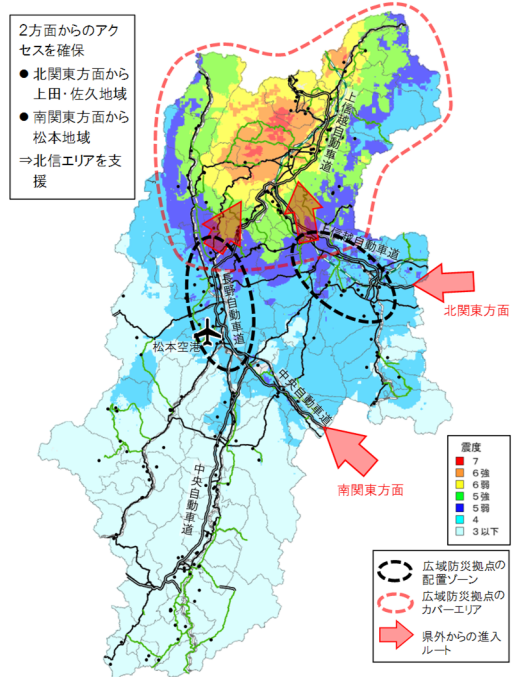 2方面からのアク
セスを確保
● 北関東方面から
上田・佐久地域
● 南関東方面から
松本地域
⇒北信エリアを支
援
上信越自動車道
上信越自動車道
長野自動車道
北関東方面
松本空港
中央自動車道
南関東方面
中央自動車道
震度
7
6強
6弱
5強
5弱
4
3以下
広域防災拠点の
配置ゾーン
広域防災拠点の
カバーエリア
県外からの進入
ルート